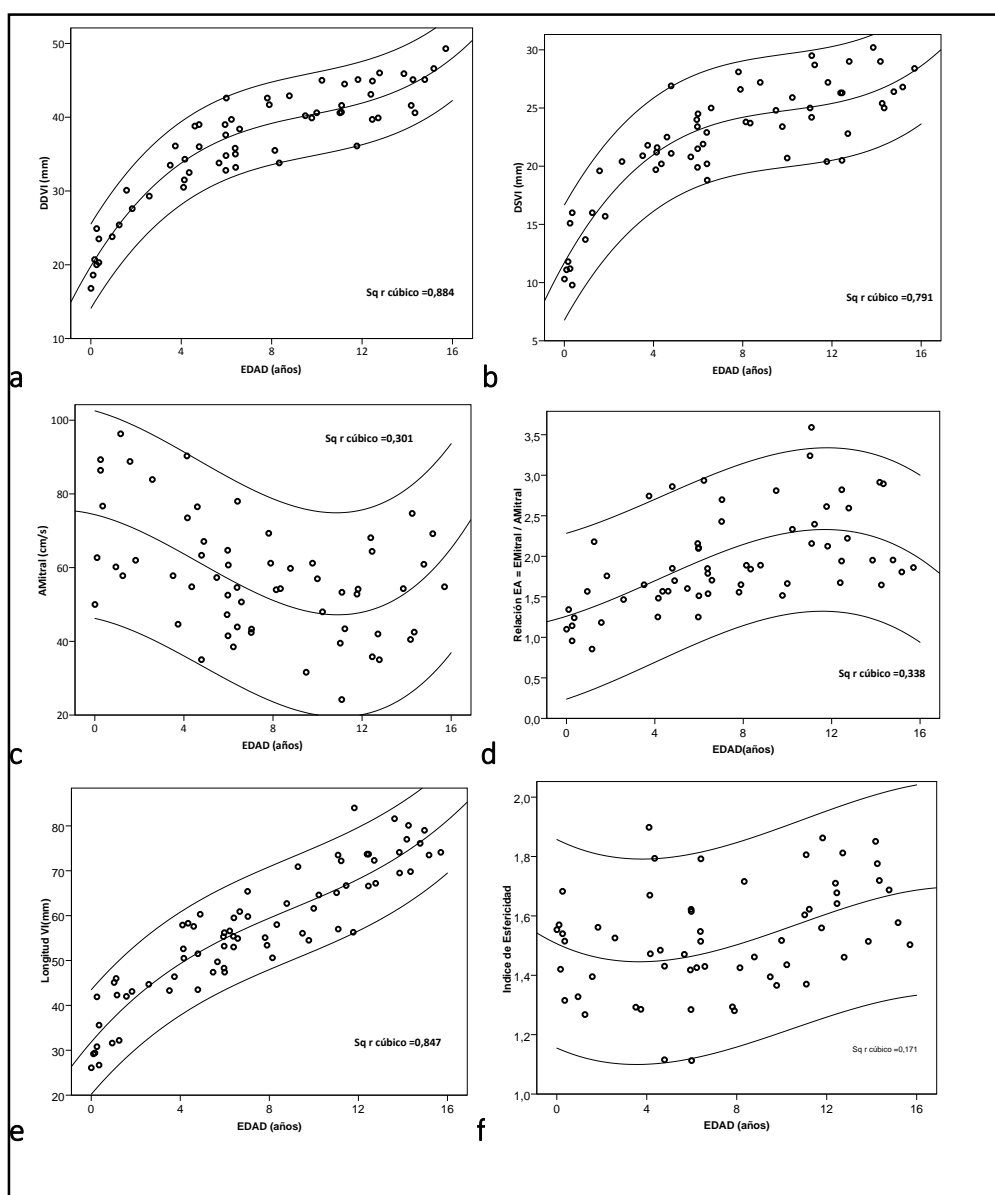 DDVI (mm)
50
40
30
20
10
0 4 8 12 16
EDAD (años)
Sq r cúbico =0,884
a
DSVI (mm)
30
25
20
15
10
5
0 4 8 12 16
EDAD (años)
Sq r cúbico =0,791
b
AMitral (cm/s)
100
80
60
40
20
0 4 8 12 16
EDAD (años)
Sq r cúbico =0,301
c
Relación EA = EMitral / AMitral
3,5
3,0
2,5
2,0
1,5
1,0
0,5
0,0
0 4 8 12 16
EDAD(años)
Sq r cúbico =0,338
d
Longitud VI(mm)
80
70
60
50
40
30
20
0 4 8 12 16
EDAD (años)
Sq r cúbico =0,847
e
Indice de Esfericidad
2,0
1,8
1,6
1,4
1,2
1,0
0 4 8 12 16
EDAD (años)
Sq r cúbico =0,171
f